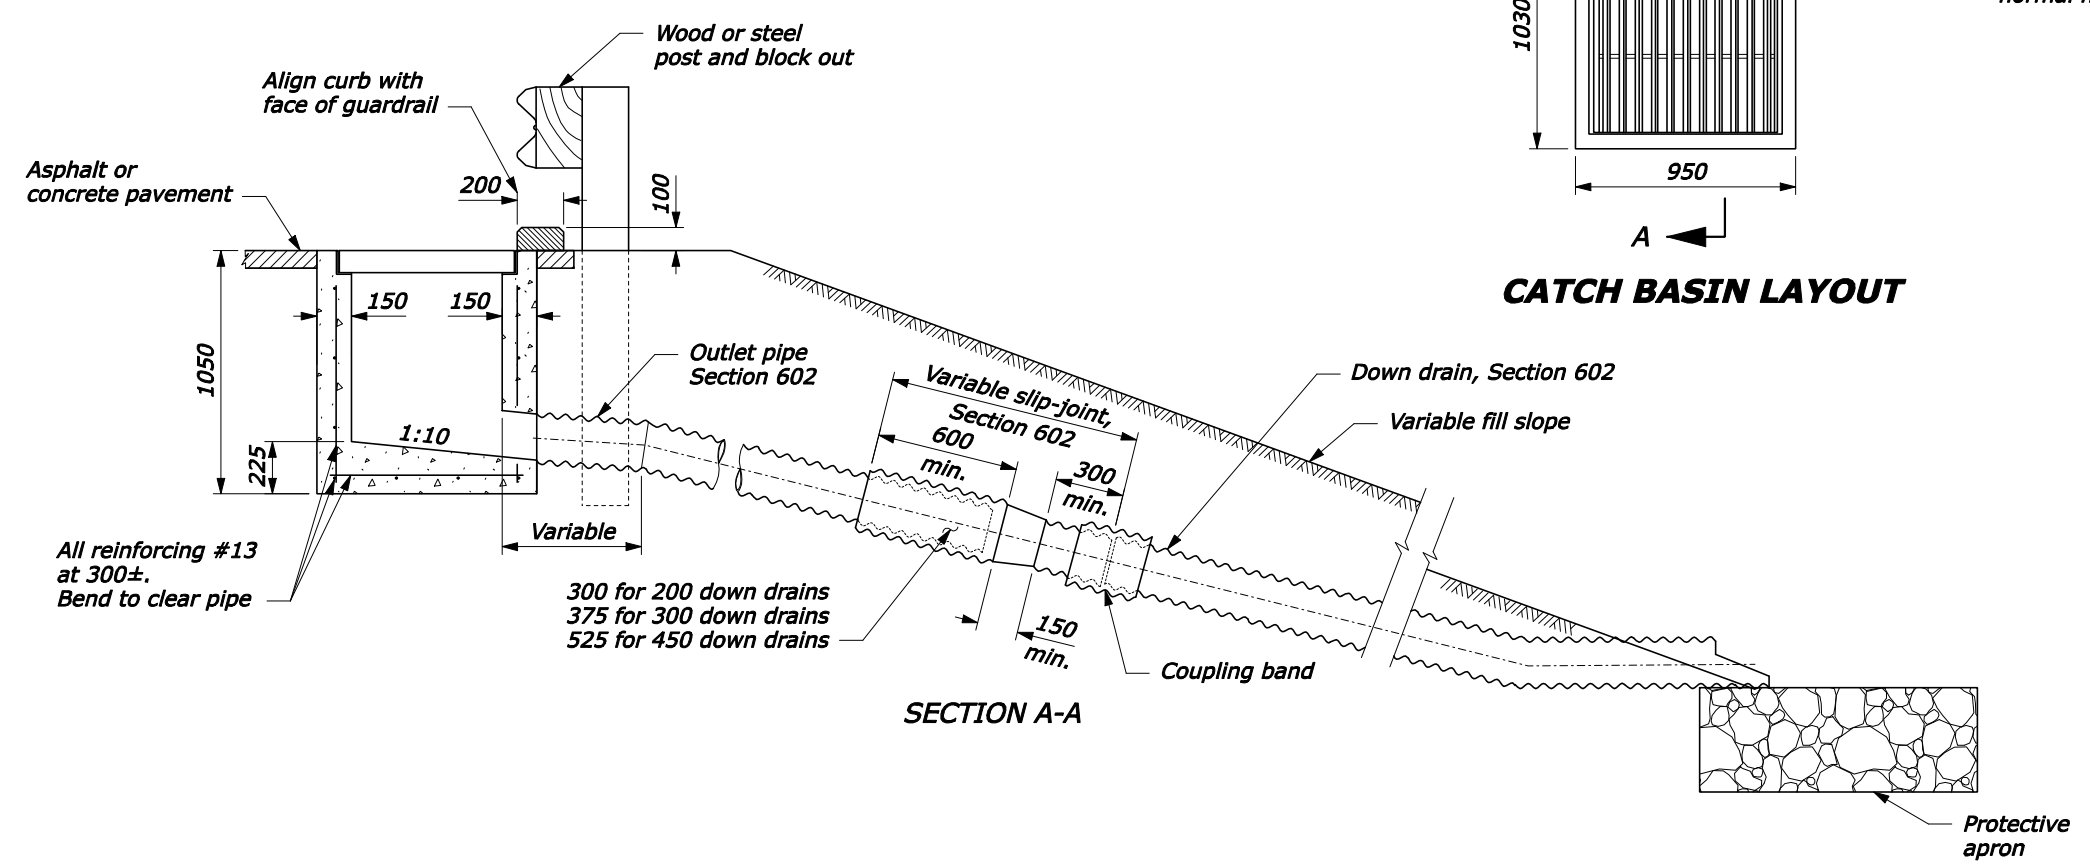 Wood or steel
post and block out
Align curb with
face of guardrail
Asphalt or
concrete pavement
200
100
150
150
1050
225
1:10
Outlet pipe
Section 602
Variable slip-joint,
Section 602
600
min.
300
min.
Down drain, Section 602
Variable fill slope
Variable
All reinforcing #13
at 300±.
Bend to clear pipe
300 for 200 down drains
375 for 300 down drains
525 for 450 down drains
150
min.
Coupling band
SECTION A-A
Protective
apron
1030
950
A
CATCH BASIN LAYOUT